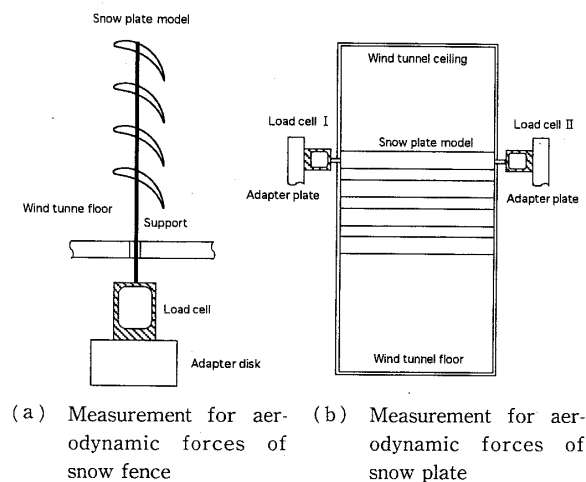 Snow plate model
Wind tunne floor
Support
Load cell
Adapter disk
Wind tunnel ceiling
Load cell I
Load cell II
Snow plate model
Adapter plate
Adapter plate
Wind tunnel floor
(a) Measurement for aer-
odynamic forces of
snow fence
(b) Measurement for aer-
odynamic forces of
snow plate